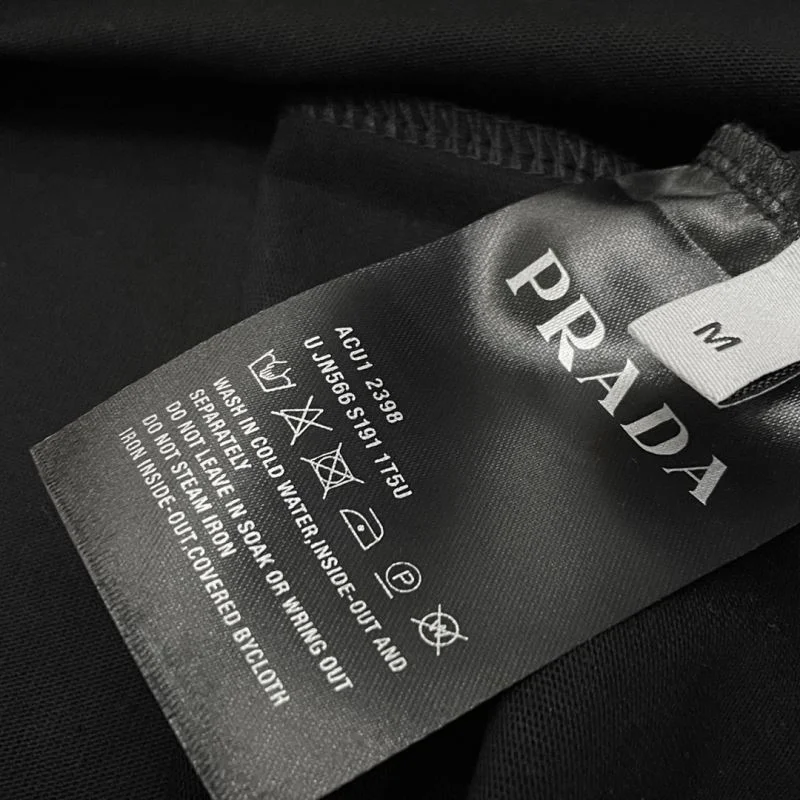 PRADA
M
ACU1 2398
UJN566 S191 1T5U
P
W
WASH IN COLD WATER,INSIDE-OUT AND
SEPARATELY
DO NOT LEAVE IN SOAK OR WRING OUT
DO NOT STEAM IRON
IRON INSIDE-OUT,COVERED BYCLOTH